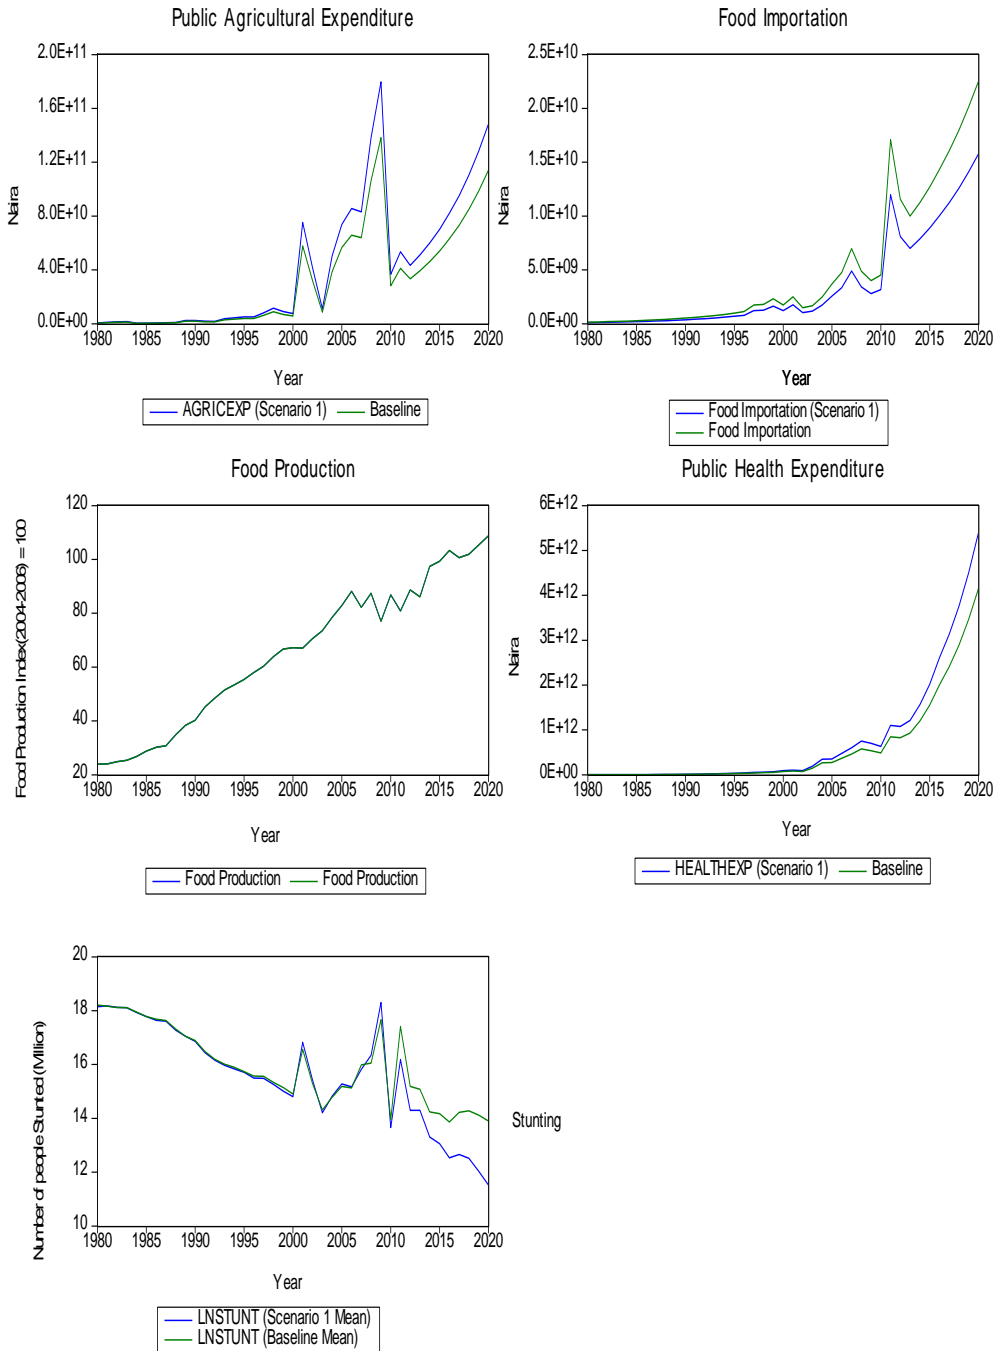 Public Agricultural Expenditure
2.0E+11
1.6E+11
1.2E+11
8.0E+10
4.0E+10
0.0E+00
Naira
1980 1985 1990 1995 2000 2005 2010 2015 2020
Year
AGRICEXP (Scenario 1) Baseline
Food Importation
2.5E+10
2.0E+10
1.5E+10
1.0E+10
5.0E+09
0.0E+00
Naira
1980 1985 1990 1995 2000 2005 2010 2015 2020
Year
Food Importation (Scenario 1)
Food Importation
Food Production
120
100
80
60
40
20
Food Production Index(2004-2006) = 100
1980 1985 1990 1995 2000 2005 2010 2015 2020
Year
Food Production Food Production
Public Health Expenditure
6E+12
5E+12
4E+12
3E+12
2E+12
1E+12
0E+00
Naira
1980 1985 1990 1995 2000 2005 2010 2015 2020
Year
HEALTHEXP (Scenario 1) Baseline
20
18
16
14
12
10
Number of people Stunted (Million)
1980 1985 1990 1995 2000 2005 2010 2015 2020
Year
LNSTUNT (Scenario 1 Mean)
LNSTUNT (Baseline Mean)
Stunting